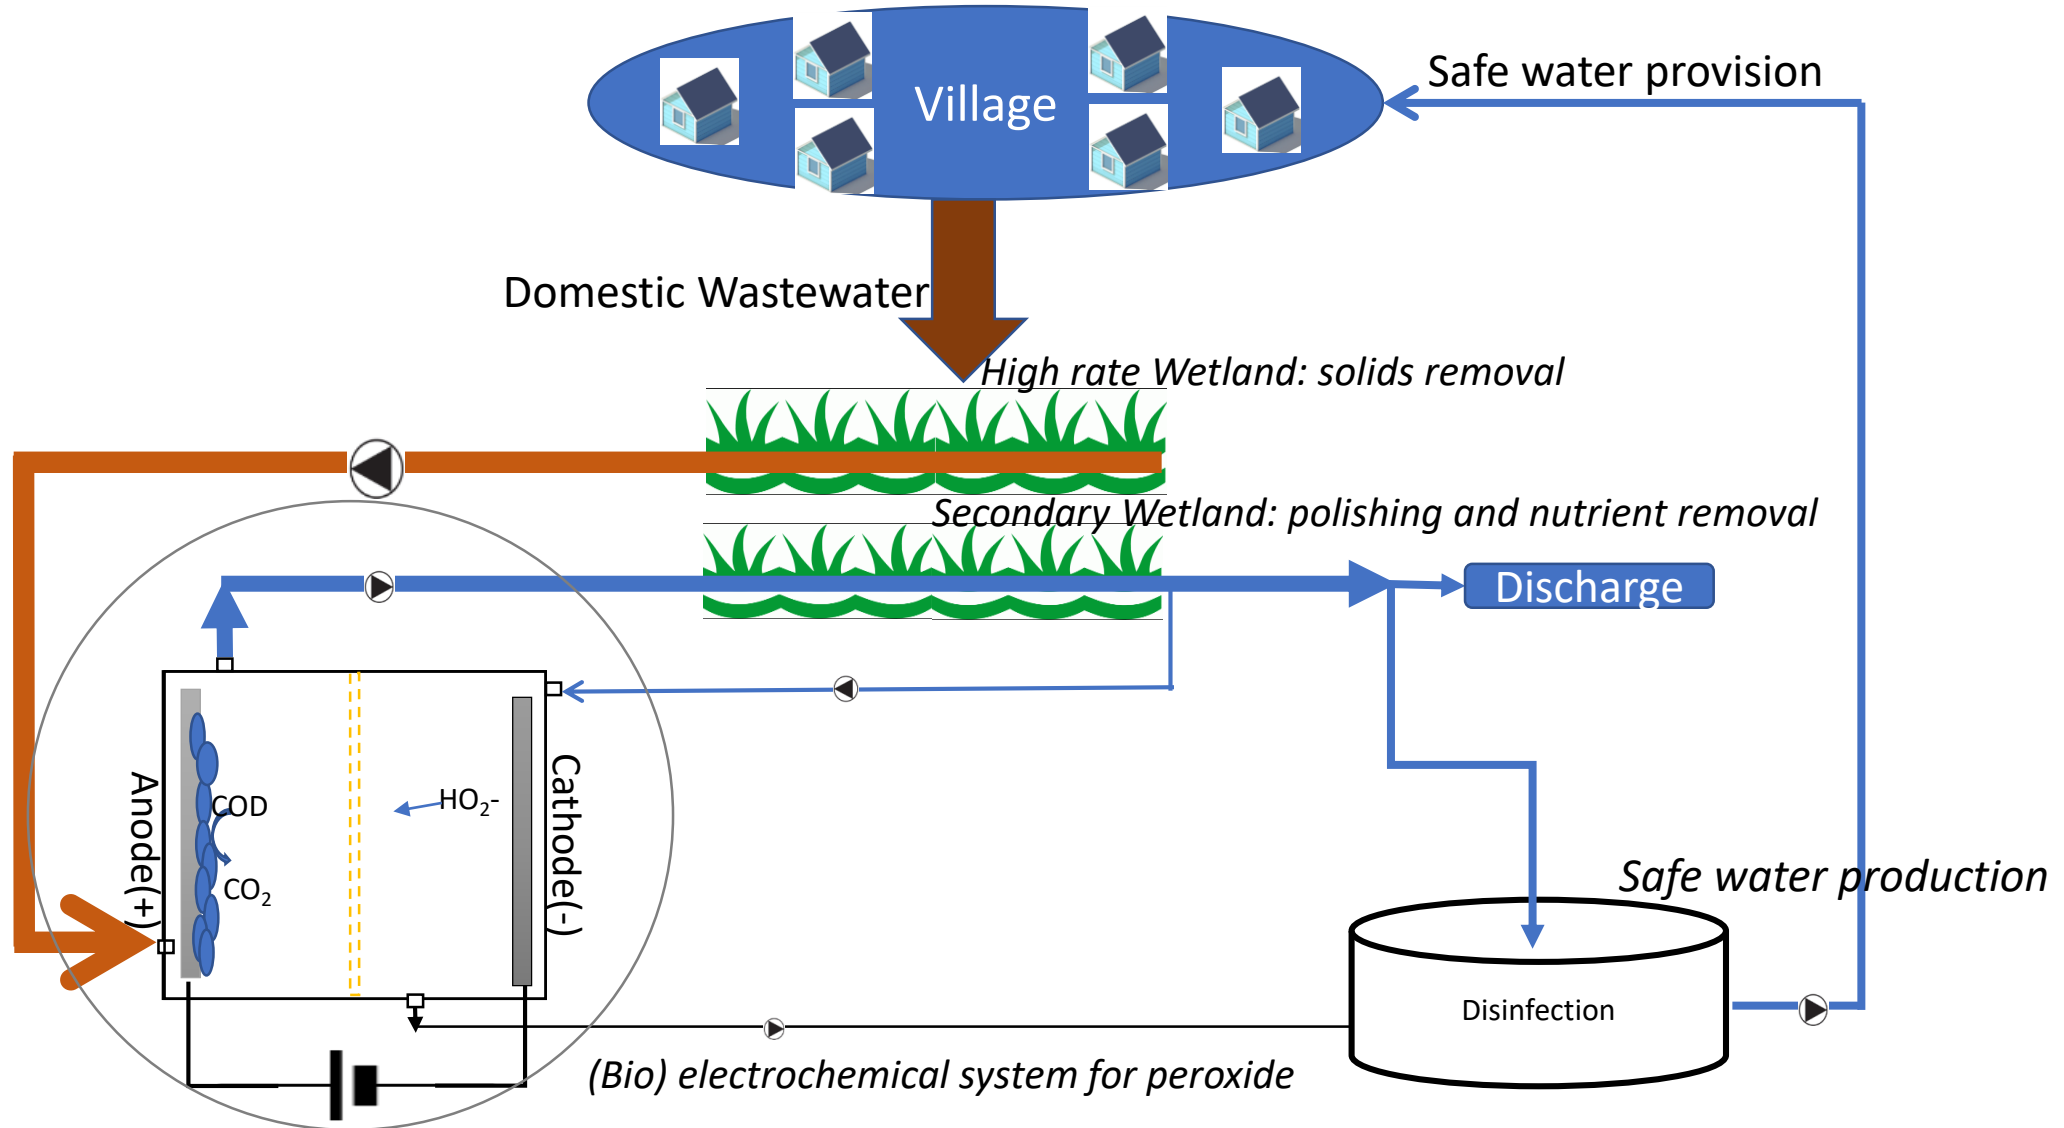 Village
Safe water provision
Domestic Wastewater
High rate Wetland: solids removal
Secondary Wetland: polishing and nutrient removal
Discharge
Anode(+)
COD
CO₂
HO₂-
Cathode(-)
Safe water production
Disinfection
(Bio) electrochemical system for peroxide